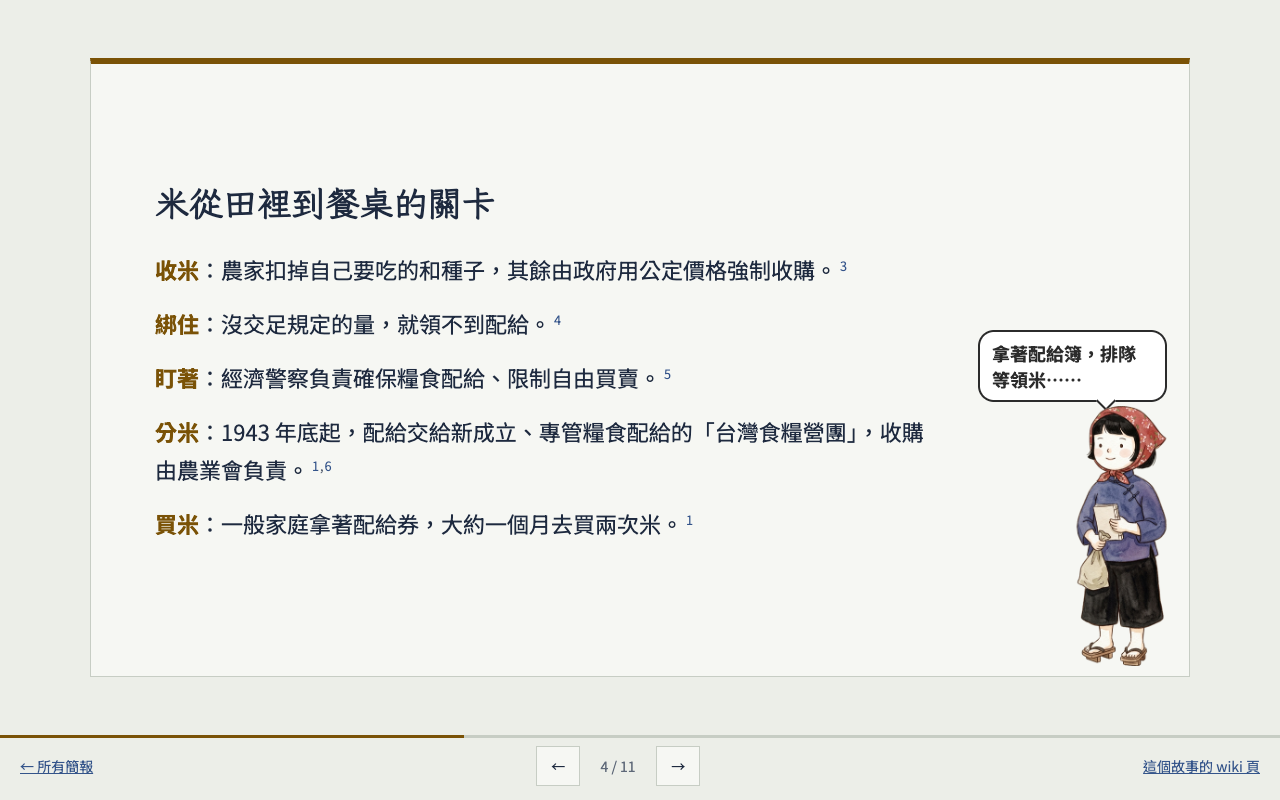 米從田裡到餐桌的關卡
收米：農家扣掉自己要吃的和種子，其餘由政府用公定價格強制收購。3
綁住：沒交足規定的量，就領不到配給。4
盯著：經濟警察負責確保糧食配給、限制自由買賣。5
分米：1943 年底起，配給交給新成立、專管糧食配給的「台灣食糧營團」，收購
由農業會負責。1,6
買米：一般家庭拿著配給券，大約一個月去買兩次米。1
拿著配給簿，排隊
等領米⋯⋯
← 所有簡報
←
4 / 11
→
這個故事的 wiki 頁